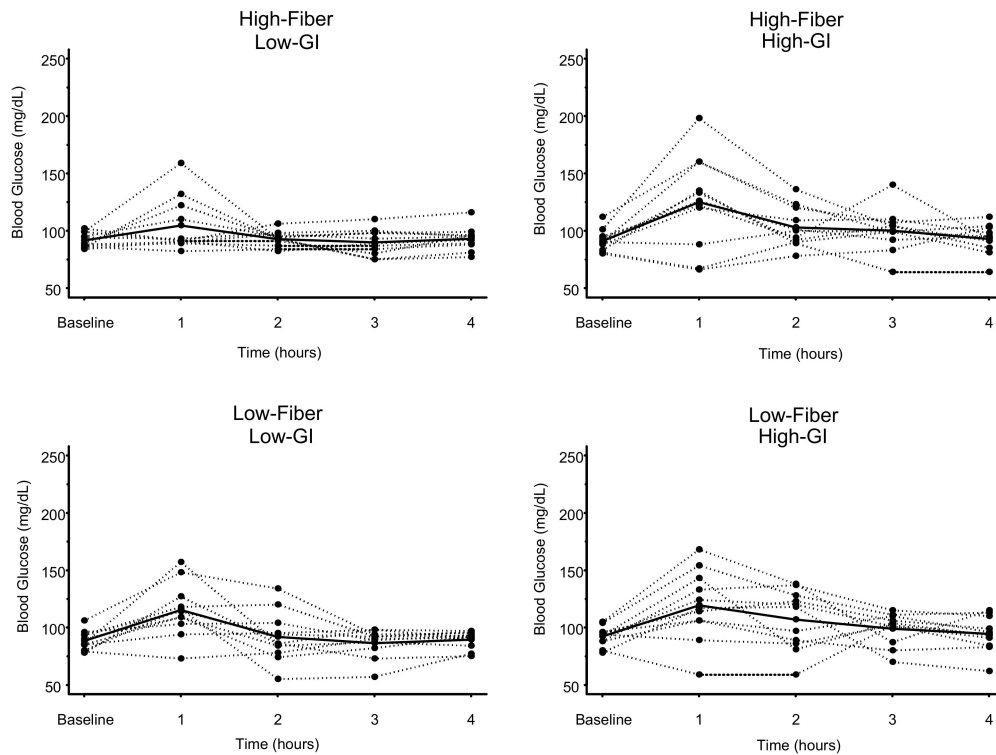 High-Fiber
Low-GI
250
200
150
100
50
Blood Glucose (mg/dL)
Baseline 1 2 3 4
Time (hours)
High-Fiber
High-GI
250
200
150
100
50
Blood Glucose (mg/dL)
Baseline 1 2 3 4
Time (hours)
Low-Fiber
Low-GI
250
200
150
100
50
Blood Glucose (mg/dL)
Baseline 1 2 3 4
Time (hours)
Low-Fiber
High-GI
250
200
150
100
50
Blood Glucose (mg/dL)
Baseline 1 2 3 4
Time (hours)